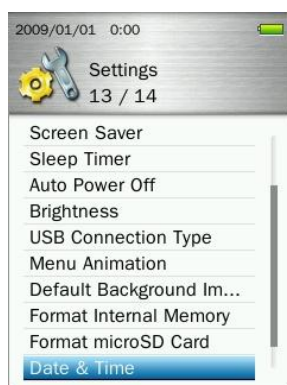 2009/01/01 0:00
Settings
13 / 14
Screen Saver
Sleep Timer
Auto Power Off
Brightness
USB Connection Type
Menu Animation
Default Background Im...
Format Internal Memory
Format microSD Card
Date & Time